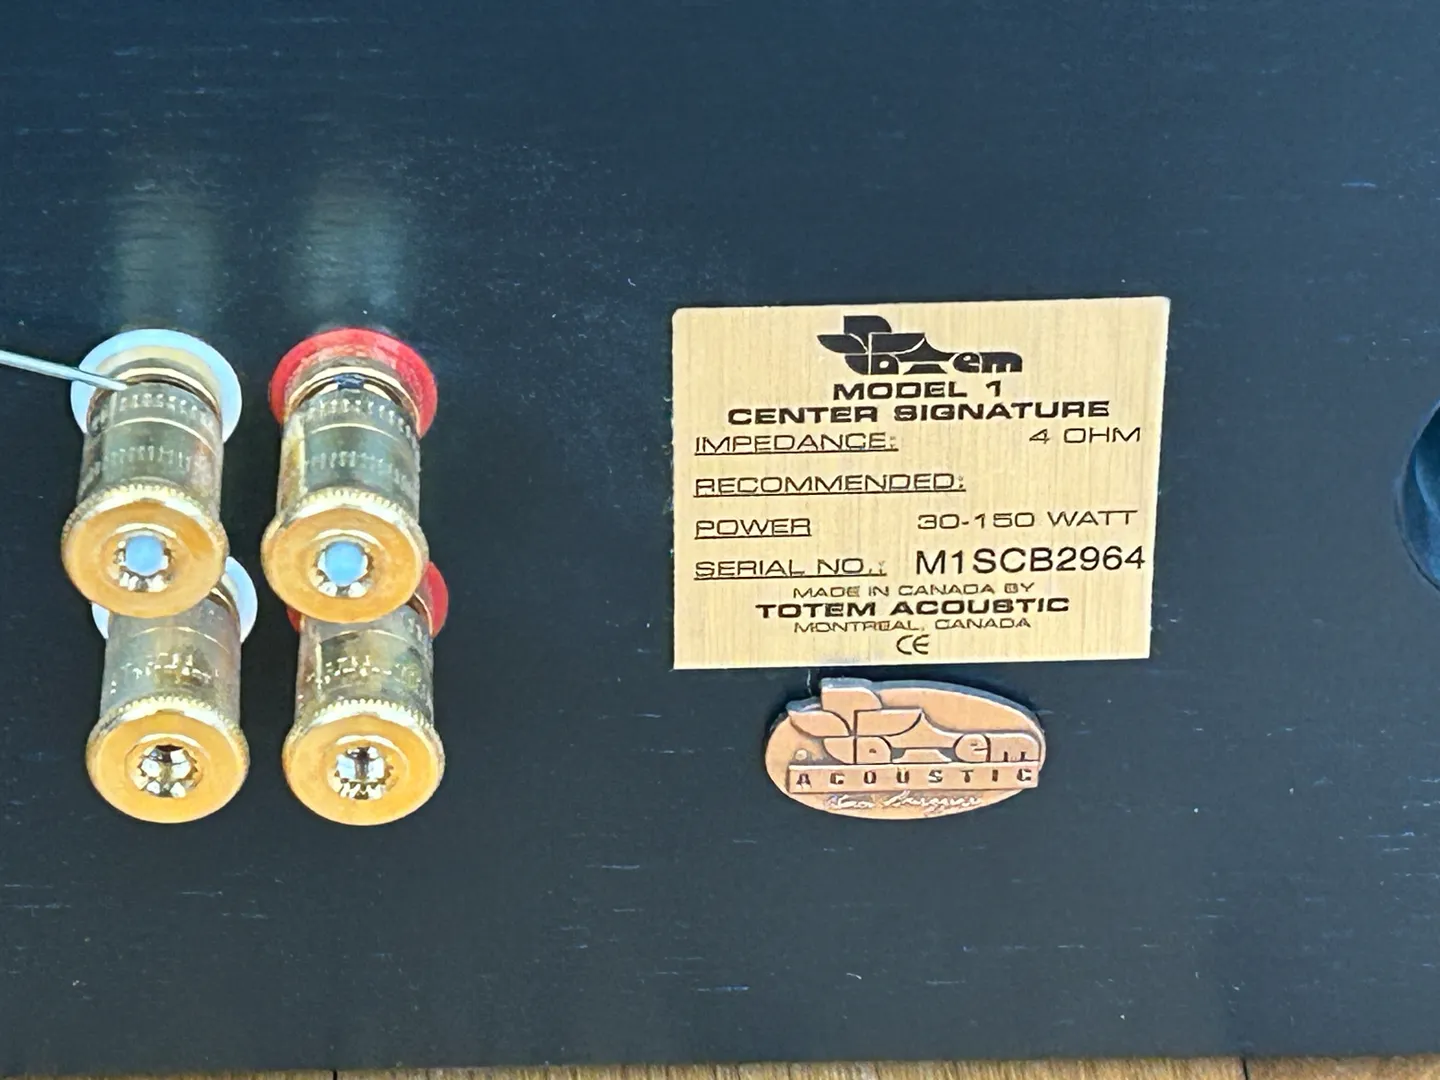 Totem
MODEL 1
CENTER SIGNATURE
IMPEDANCE: 4 OHM
RECOMMENDED:
POWER 30-150 WATT
SERIAL NO.: M1SCB2964
MADE IN CANADA BY
TOTEM ACOUSTIC
MONTREAL, CANADA
CE
Totem
ACOUSTIC